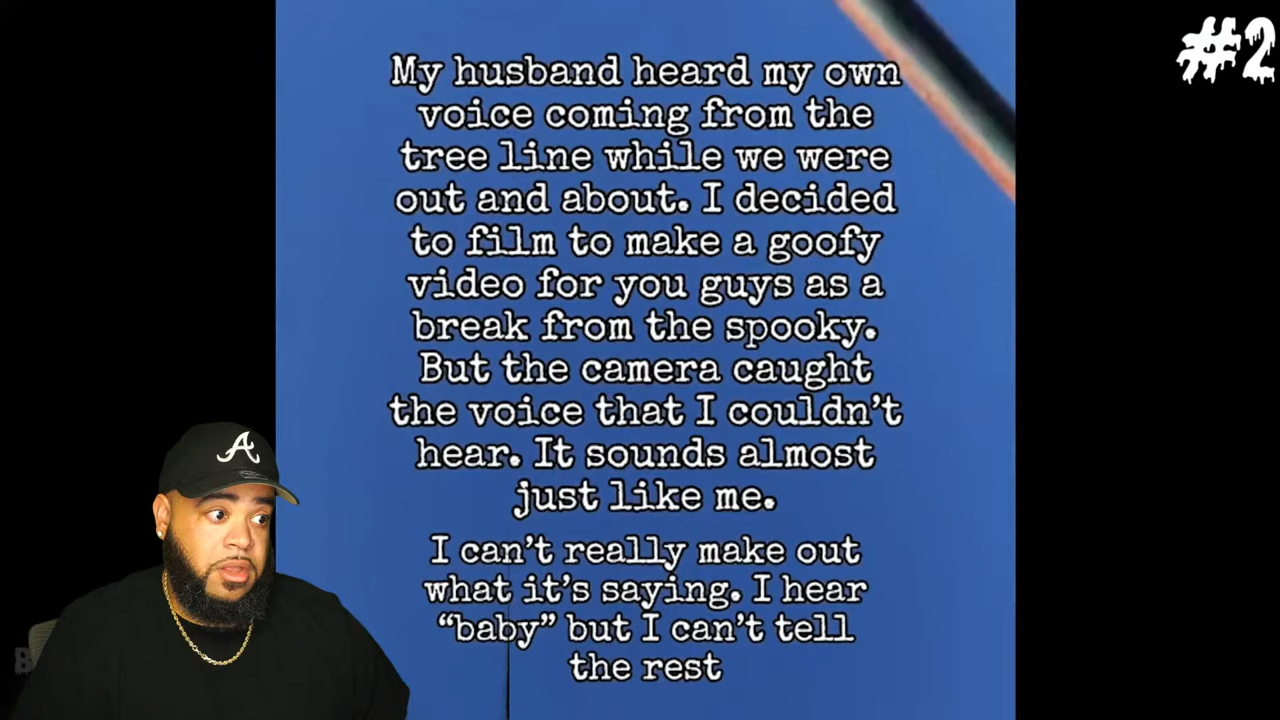 #2
My husband heard my own
voice coming from the
tree line while we were
out and about. I decided
to film to make a goofy
video for you guys as a
break from the spooky.
But the camera caught
the voice that I couldn’t
hear. It sounds almost
just like me.
I can’t really make out
what it’s saying. I hear
“baby” but I can’t tell
the rest
A